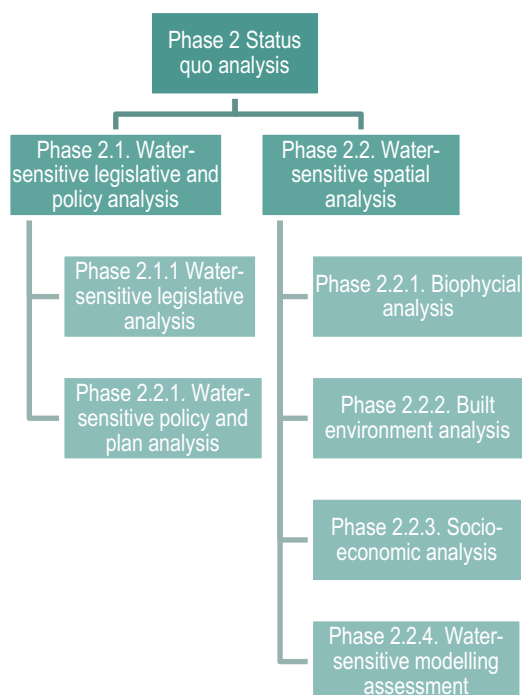 Phase 2 Status
quo analysis
Phase 2.1. Water-
sensitive legislative and
policy analysis
Phase 2.2. Water-
sensitive spatial
analysis
Phase 2.1.1 Water-
sensitive legislative
analysis
Phase 2.2.1. Water-
sensitive policy and
plan analysis
Phase 2.2.1. Biophycial
analysis
Phase 2.2.2. Built
environment analysis
Phase 2.2.3. Socio-
economic analysis
Phase 2.2.4. Water-
sensitive modelling
assessment